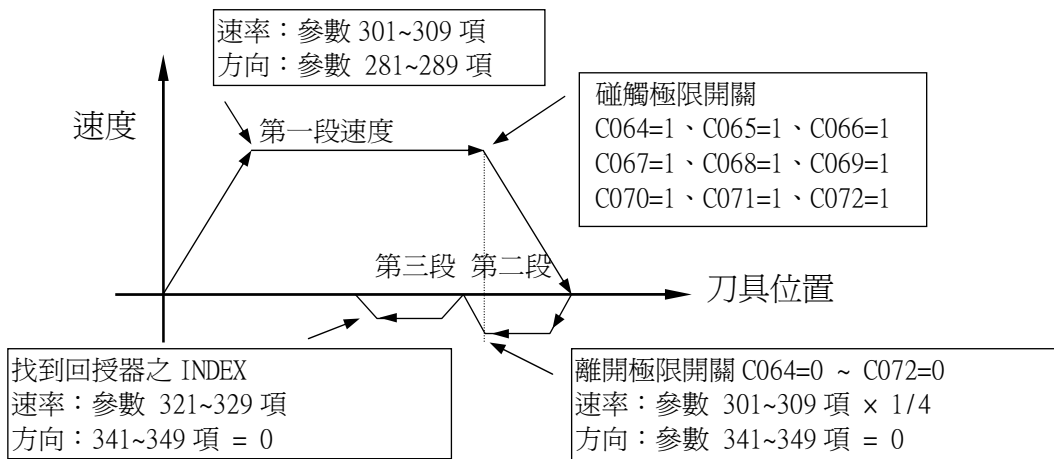 速率：參數 301~309 項
方向：參數 281~289 項
碰觸極限開關
C064=1、C065=1、C066=1
C067=1、C068=1、C069=1
C070=1、C071=1、C072=1
速度
第一段速度
第三段
第二段
刀具位置
找到回授器之 INDEX
速率：參數 321~329 項
方向：341~349 項 = 0
離開極限開關 C064=0 ~ C072=0
速率：參數 301~309 項 × 1/4
方向：參數 341~349 項 = 0